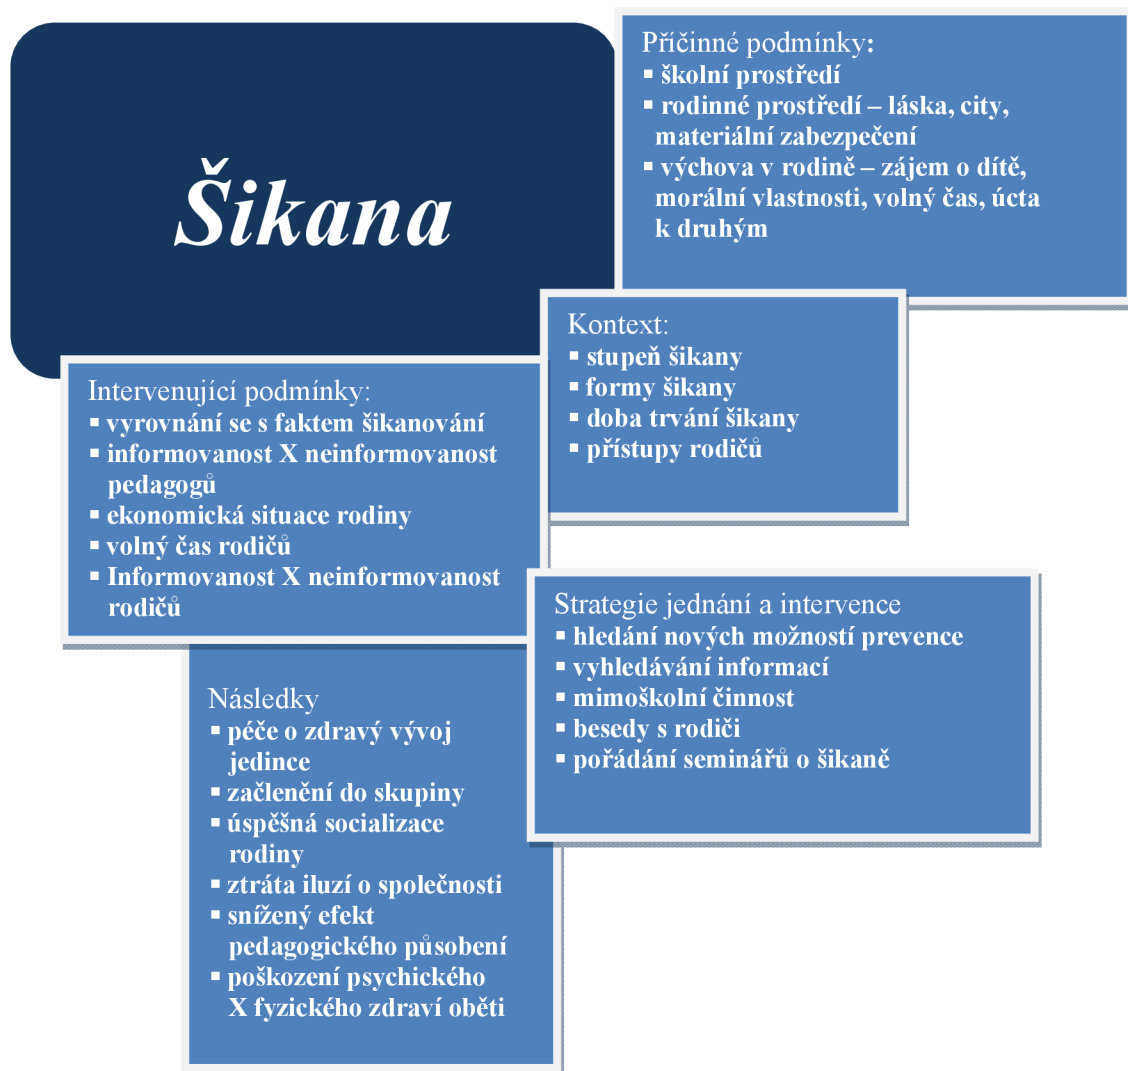 Šikana
Příčinné podmínky:
▪ školní prostředí
▪ rodinné prostředí – láska, city,
materiální zabezpečení
▪ výchova v rodině – zájem o dítě,
morální vlastnosti, volný čas, úcta
k druhým
Kontext:
▪ stupeň šikany
▪ formy šikany
▪ doba trvání šikany
▪ přístupy rodičů
Intervenující podmínky:
▪ vyrovnání se s faktem šikanování
▪ informovanost X neinformovanost
pedagogů
▪ ekonomická situace rodiny
▪ volný čas rodičů
▪ Informovanost X neinformovanost
rodičů
Strategie jednání a intervence
▪ hledání nových možností prevence
▪ vyhledávání informací
▪ mimoškolní činnost
▪ besedy s rodiči
▪ pořádání seminářů o šikaně
Následky
▪ péče o zdravý vývoj
jedince
▪ začlenění do skupiny
▪ úspěšná socializace
rodiny
▪ ztráta iluzí o společnosti
▪ snížený efekt
pedagogického působení
▪ poškození psychického
X fyzického zdraví oběti